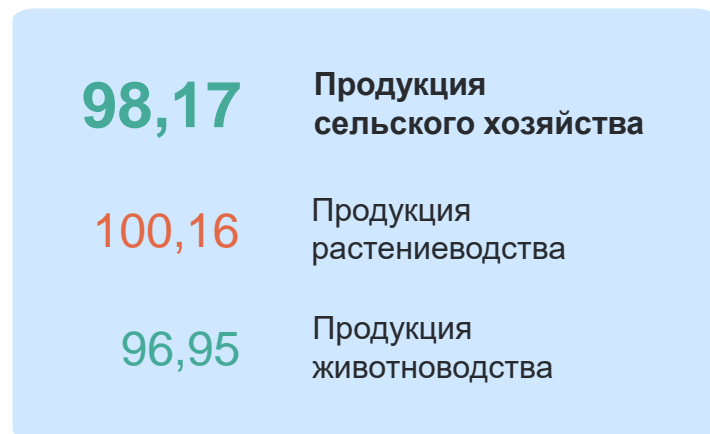 98,17
Продукция
сельского хозяйства
100,16
Продукция
растениеводства
96,95
Продукция
животноводства